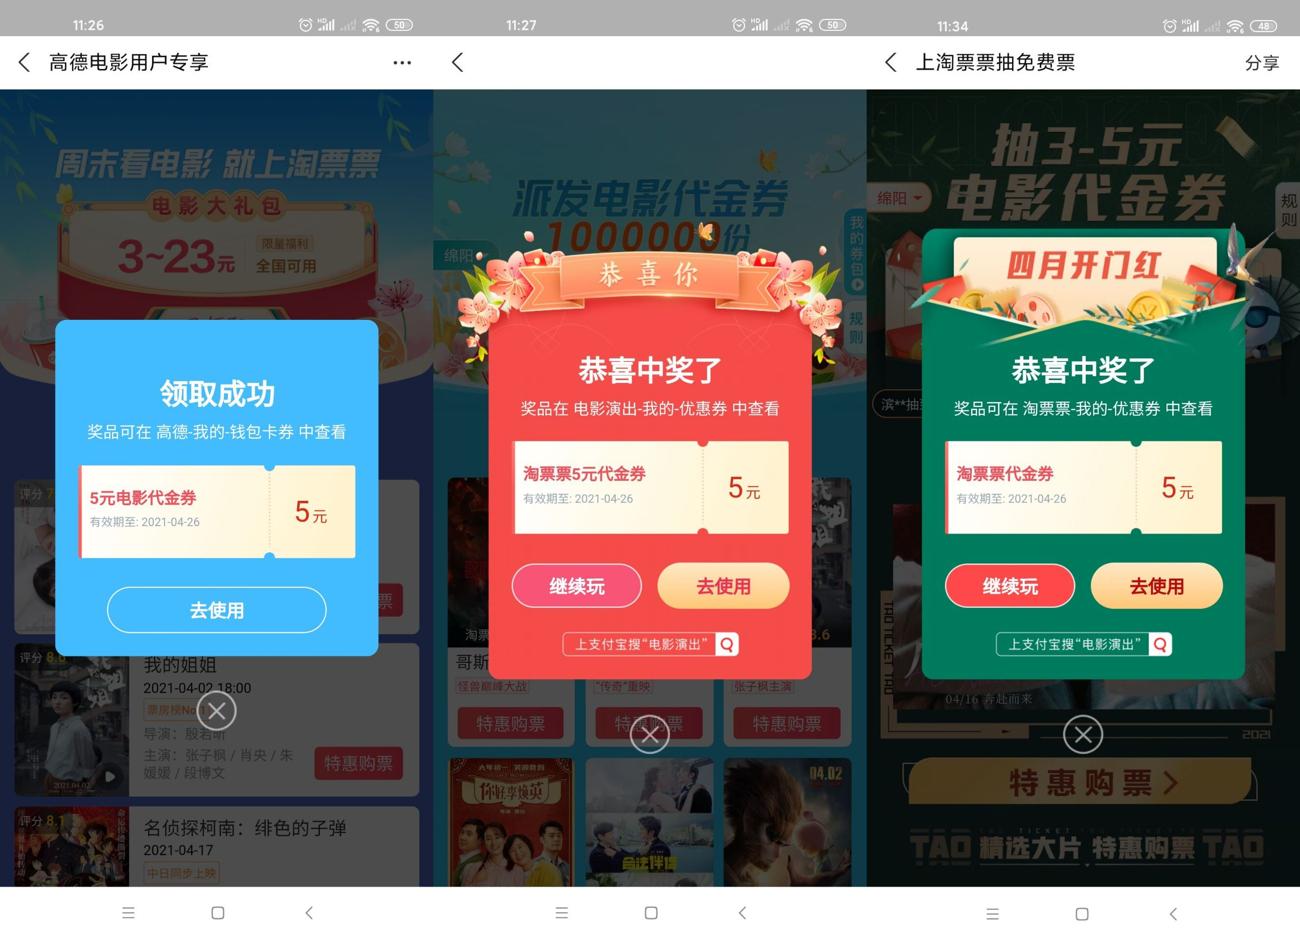 11:26
HD
50
高德电影用户专享
周末看电影 就上淘票票
电影大礼包
3~23元
限量福利
全国可用
领取成功
奖品可在 高德-我的-钱包卡券 中查看
5元电影代金券
有效期至: 2021-04-26
5元
去使用
评分 7
票
评分 8.6
我的姐姐
2021-04-02 18:00
票房榜No.1
导演：殷若昕
主演：张子枫 / 肖央 / 朱
媛媛 / 段博文
特惠购票
2021.04.02
评分 8.1
名侦探柯南：绯色的子弹
2021-04-17
中日同步上映
11:27
HD
50
派发电影代金券
1000000份
绵阳
我的券包
规则
恭喜你
恭喜中奖了
奖品在 电影演出-我的-优惠券 中查看
淘票票5元代金券
有效期至: 2021-04-26
5元
继续玩
去使用
上支付宝搜“电影演出”
淘票
8.6
哥斯
怪兽巅峰大战
“传奇”重映
张子枫主演
特惠购票
特惠购票
特惠购票
你好，李焕英
合法伴侣
04.02
11:34
HD
48
上淘票票抽免费票
分享
抽3-5元
电影代金券
绵阳
规则
四月开门红
恭喜中奖了
奖品可在 淘票票-我的-优惠券 中查看
淘票票代金券
有效期至: 2021-04-26
5元
继续玩
去使用
上支付宝搜“电影演出”
滨**抽
TAO TICKET TAO
04/16 奔赴而来
2021
特惠购票
TAO 精选大片 特惠购票 TAO